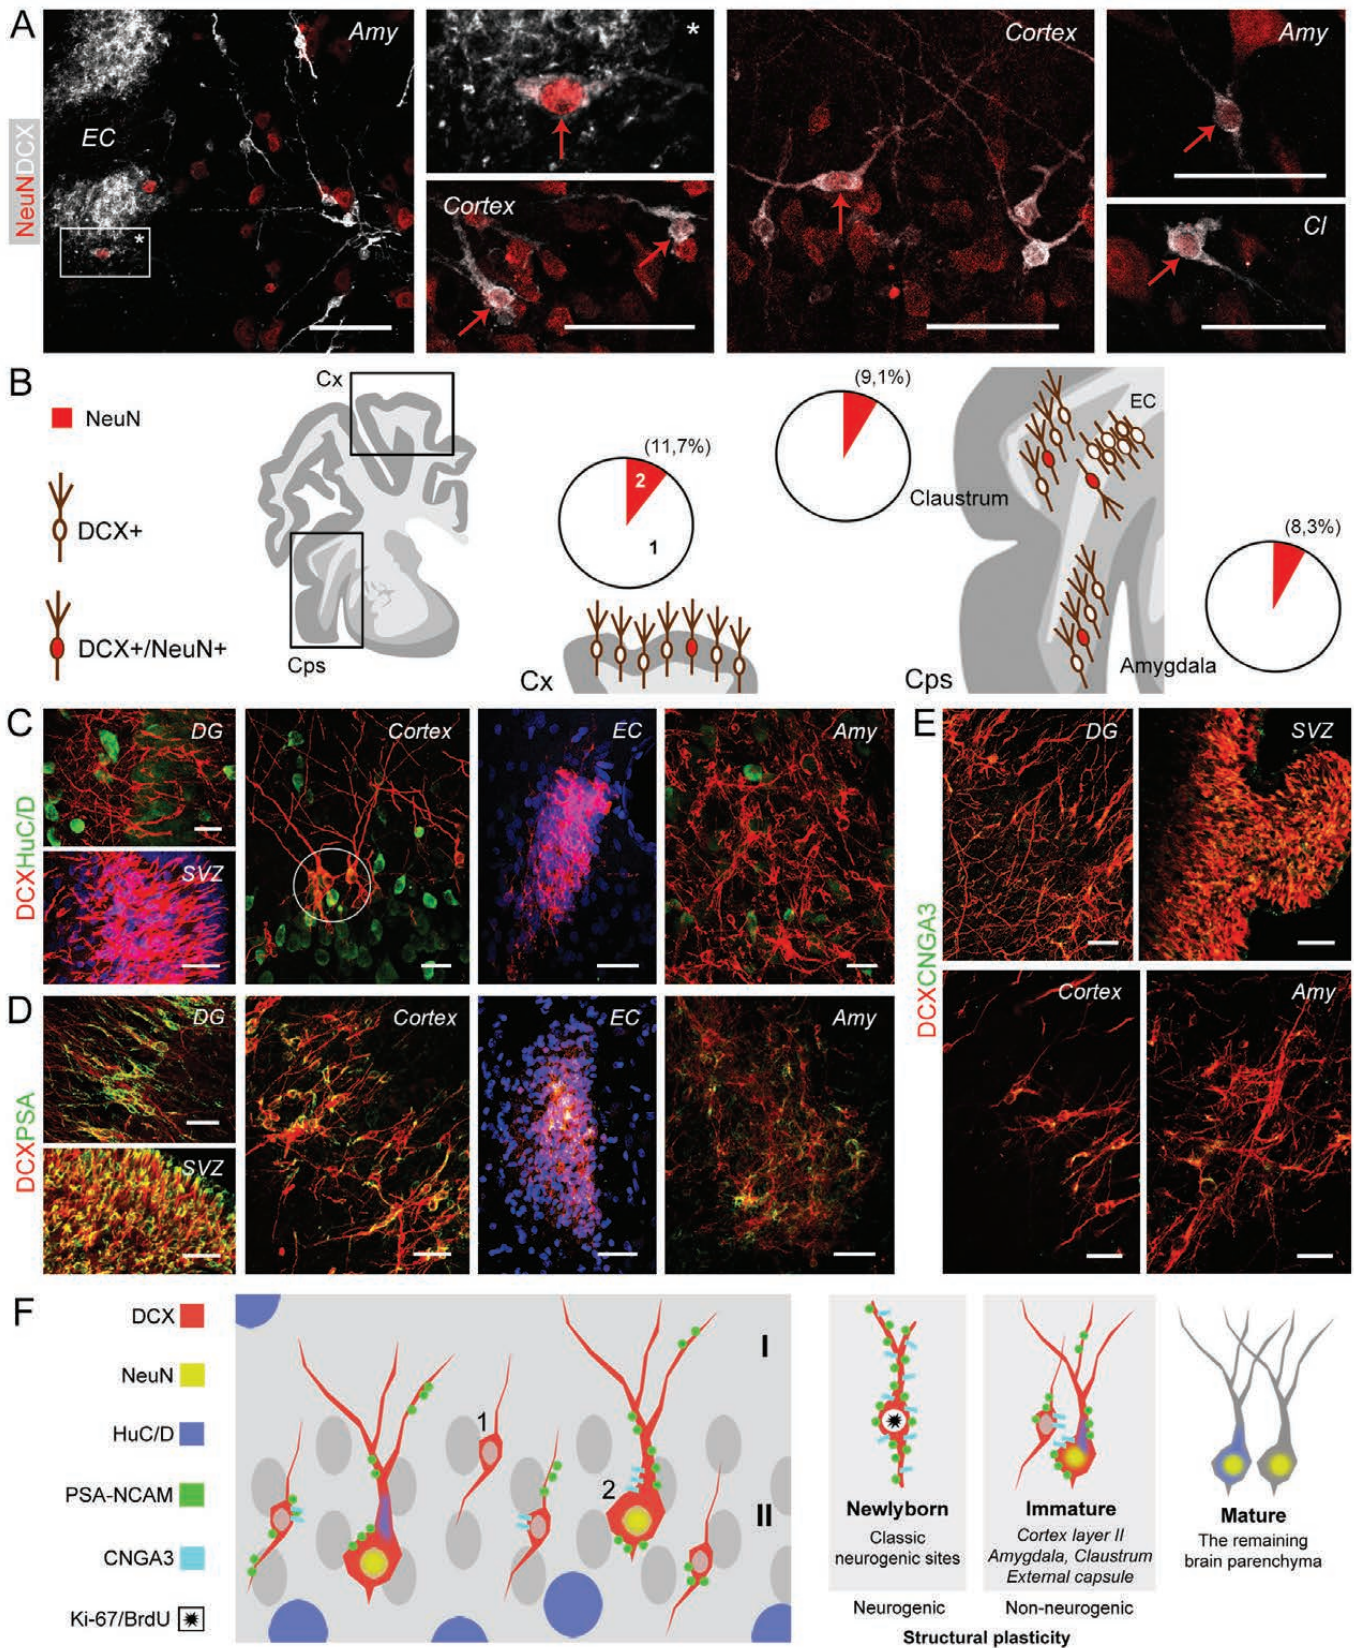 A
NeuNDCX
Amy
EC
*
*
Cortex
Cortex
Amy
Cl
B
NeuN
DCX+
DCX+/NeuN+
Cx
Cps
(11,7%)
2
1
Cx
(9,1%)
Claustrum
EC
(8,3%)
Amygdala
Cps
C
DCXHuC/D
DG
SVZ
Cortex
EC
Amy
D
DCXPSA
DG
SVZ
Cortex
EC
Amy
E
DCXCNGA3
DG
SVZ
Cortex
Amy
F
DCX
NeuN
HuC/D
PSA-NCAM
CNGA3
Ki-67/BrdU
1
2
I
II
Newlyborn
Classic
neurogenic sites
Neurogenic
Immature
Cortex layer II
Amygdala, Claustrum
External capsule
Non-neurogenic
Structural plasticity
Mature
The remaining
brain parenchyma